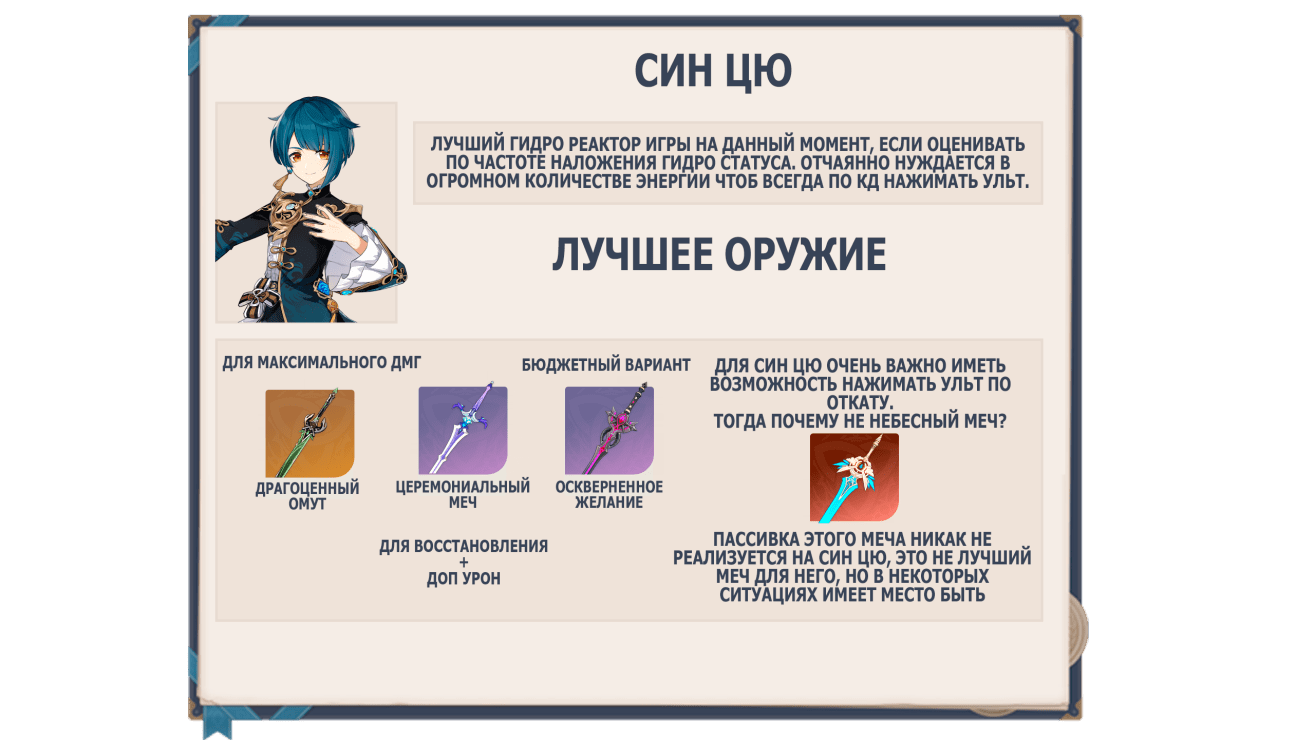 СИН ЦЮ
ЛУЧШИЙ ГИДРО РЕАКТОР ИГРЫ НА ДАННЫЙ МОМЕНТ, ЕСЛИ ОЦЕНИВАТЬ
ПО ЧАСТОТЕ НАЛОЖЕНИЯ ГИДРО СТАТУСА. ОТЧАЯННО НУЖДАЕТСЯ В
ОГРОМНОМ КОЛИЧЕСТВЕ ЭНЕРГИИ ЧТОБ ВСЕГДА ПО КД НАЖИМАТЬ УЛЬТ.
ЛУЧШЕЕ ОРУЖИЕ
ДЛЯ МАКСИМАЛЬНОГО ДМГ
ДРАГОЦЕННЫЙ
ОМУТ
ЦЕРЕМОНИАЛЬНЫЙ
МЕЧ
ДЛЯ ВОССТАНОВЛЕНИЯ
+
ДОП УРОН
БЮДЖЕТНЫЙ ВАРИАНТ
ОСКВЕРНЕННОЕ
ЖЕЛАНИЕ
ДЛЯ СИН ЦЮ ОЧЕНЬ ВАЖНО ИМЕТЬ
ВОЗМОЖНОСТЬ НАЖИМАТЬ УЛЬТ ПО
ОТКАТУ.
ТОГДА ПОЧЕМУ НЕ НЕБЕСНЫЙ МЕЧ?
ПАССИВКА ЭТОГО МЕЧА НИКАК НЕ
РЕАЛИЗУЕТСЯ НА СИН ЦЮ, ЭТО НЕ ЛУЧШИЙ
МЕЧ ДЛЯ НЕГО, НО В НЕКОТОРЫХ
СИТУАЦИЯХ ИМЕЕТ МЕСТО БЫТЬ